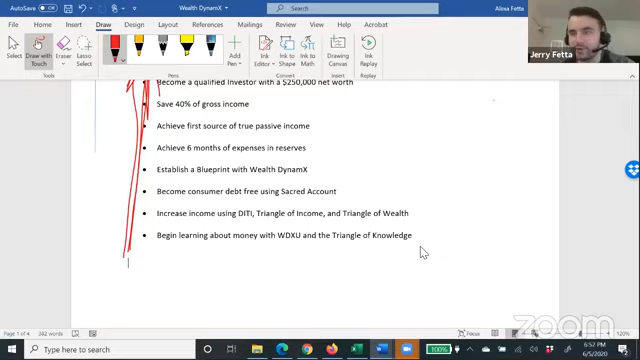 AutoSave Off
Wealth DynamX
Alexa Fetta
File Home Insert Draw Design Layout References Mailings Review View Help Acrobat
Select
Draw with Touch
Eraser
Lasso Select
Add Pen
Ink Editor
Ink to Shape
Ink to Math
Drawing Canvas
Ink Replay
Tools
Pens
Convert
Insert
Replay
Jerry Fetta
Become a qualified Investor with a $250,000 net worth
Save 40% of gross income
Achieve first source of true passive income
Achieve 6 months of expenses in reserves
Establish a Blueprint with Wealth DynamX
Become consumer debt free using Sacred Account
Increase income using DITI, Triangle of Income, and Triangle of Wealth
Begin learning about money with WDXU and the Triangle of Knowledge
zoom
Page 1 of 4 382 words
Focus
120%
Type here to search
100%
6:52 PM
6/5/2020